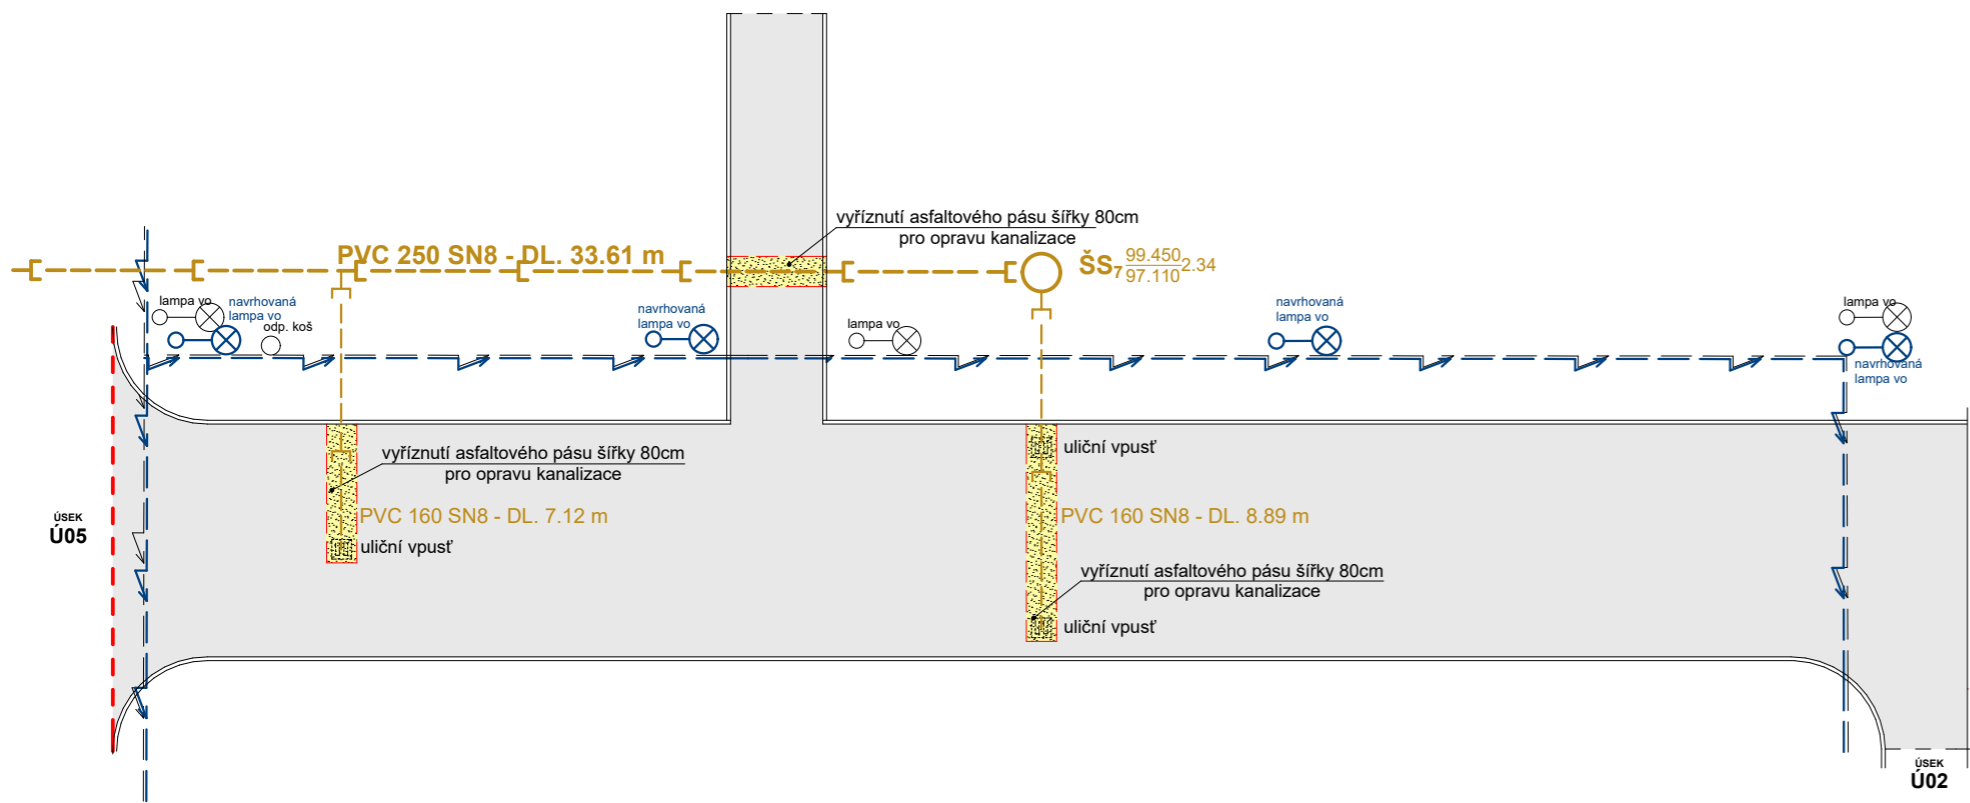 vyříznutí asfaltového pásu šířky 80cm
pro opravu kanalizace
PVC 250 SN8 - DL. 33.61 m
ŠS7 99.450 2.34
97.110
lampa vo
navrhovaná
lampa vo
odp. koš
navrhovaná
lampa vo
lampa vo
navrhovaná
lampa vo
lampa vo
navrhovaná
lampa vo
vyříznutí asfaltového pásu šířky 80cm
pro opravu kanalizace
uliční vpusť
PVC 160 SN8 - DL. 7.12 m
PVC 160 SN8 - DL. 8.89 m
ÚSEK
Ú05
uliční vpusť
vyříznutí asfaltového pásu šířky 80cm
pro opravu kanalizace
uliční vpusť
ÚSEK
Ú02